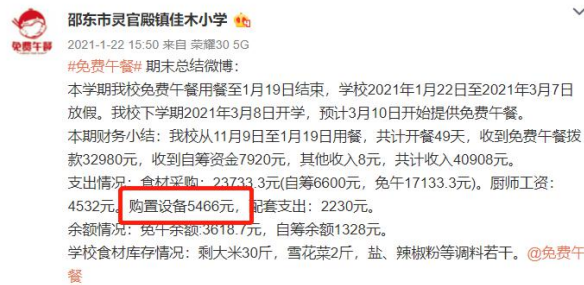 邵东市灵官殿镇佳木小学
2021-1-22 15:50 来自 荣耀30 5G
免费午餐
#免费午餐# 期末总结微博：
本学期我校免费午餐用餐至1月19日结束，学校2021年1月22日至2021年3月7日
放假。我校下学期2021年3月8日开学，预计3月10日开始提供免费午餐。
本期财务小结：我校从11月9日至1月19日用餐，共计开餐49天，收到免费午餐拨
款32980元，收到自筹资金7920元，其他收入8元，共计收入40908元。
支出情况：食材采购：23733.3元(自筹6600元，免午17133.3元)。厨师工资：
4532元。购置设备5466元，配套支出：2230元。
余额情况：免午余额:3618.7元，自筹余额1328元。
学校食材库存情况：剩大米30斤，雪花菜2斤，盐、辣椒粉等调料若干。@免费午
餐